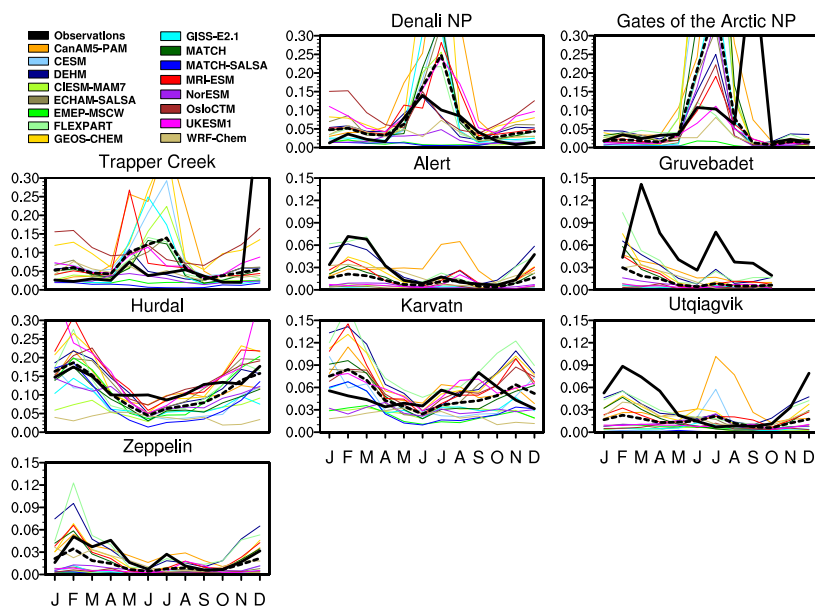 Observations
CanAM5-PAM
CESM
DEHM
CIESM-MAM7
ECHAM-SALSA
EMEP-MSCW
FLEXPART
GEOS-CHEM
GISS-E2.1
MATCH
MATCH-SALSA
MRI-ESM
NorESM
OsloCTM
UKESM1
WRF-Chem
Denali NP
0.30
0.25
0.20
0.15
0.10
0.05
0.00
Gates of the Arctic NP
0.30
0.25
0.20
0.15
0.10
0.05
0.00
Trapper Creek
0.30
0.25
0.20
0.15
0.10
0.05
0.00
Alert
0.15
0.12
0.09
0.06
0.03
0.00
Gruvebadet
0.15
0.12
0.09
0.06
0.03
0.00
Hurdal
0.30
0.25
0.20
0.15
0.10
0.05
0.00
Karvatn
0.15
0.12
0.09
0.06
0.03
0.00
J F M A M J J A S O N D
Utqiagvik
0.15
0.12
0.09
0.06
0.03
0.00
J F M A M J J A S O N D
Zeppelin
0.15
0.12
0.09
0.06
0.03
0.00
J F M A M J J A S O N D